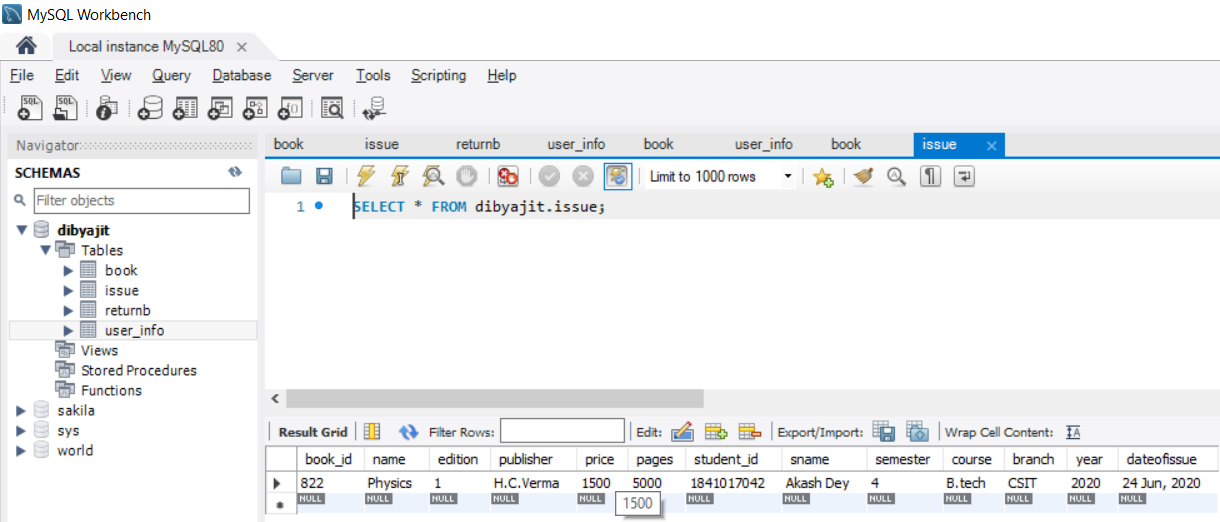 MySQL Workbench
Local instance MySQL80
File Edit View Query Database Server Tools Scripting Help
Navigator
SCHEMAS
Filter objects
dibyajit
Tables
book
issue
returnb
user_info
Views
Stored Procedures
Functions
sakila
sys
world
book issue returnb user_info book user_info book issue
Limit to 1000 rows
1 SELECT * FROM dibyajit.issue;
Result Grid Filter Rows: Edit: Export/Import: Wrap Cell Content:
book_id name edition publisher price pages student_id sname semester course branch year dateofissue
822 Physics 1 H.C.Verma 1500 5000 1841017042 Akash Dey 4 B.tech CSIT 2020 24 Jun, 2020
NULL NULL NULL NULL NULL NULL NULL NULL NULL NULL NULL NULL
1500